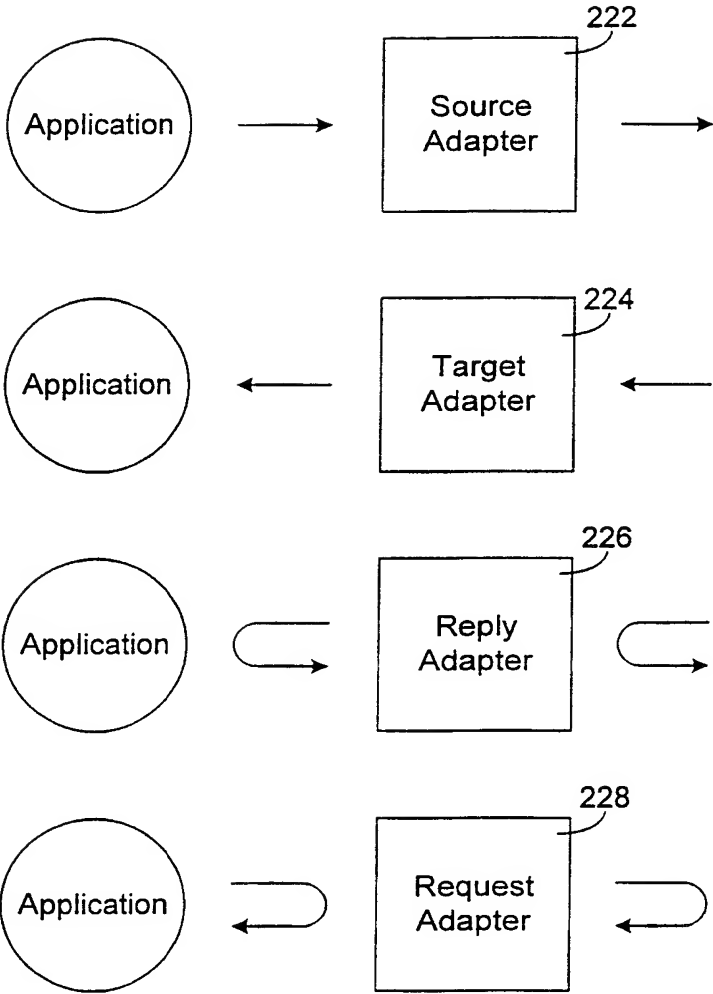 222
Application
Source
Adapter
224
Application
Target
Adapter
226
Application
Reply
Adapter
228
Application
Request
Adapter